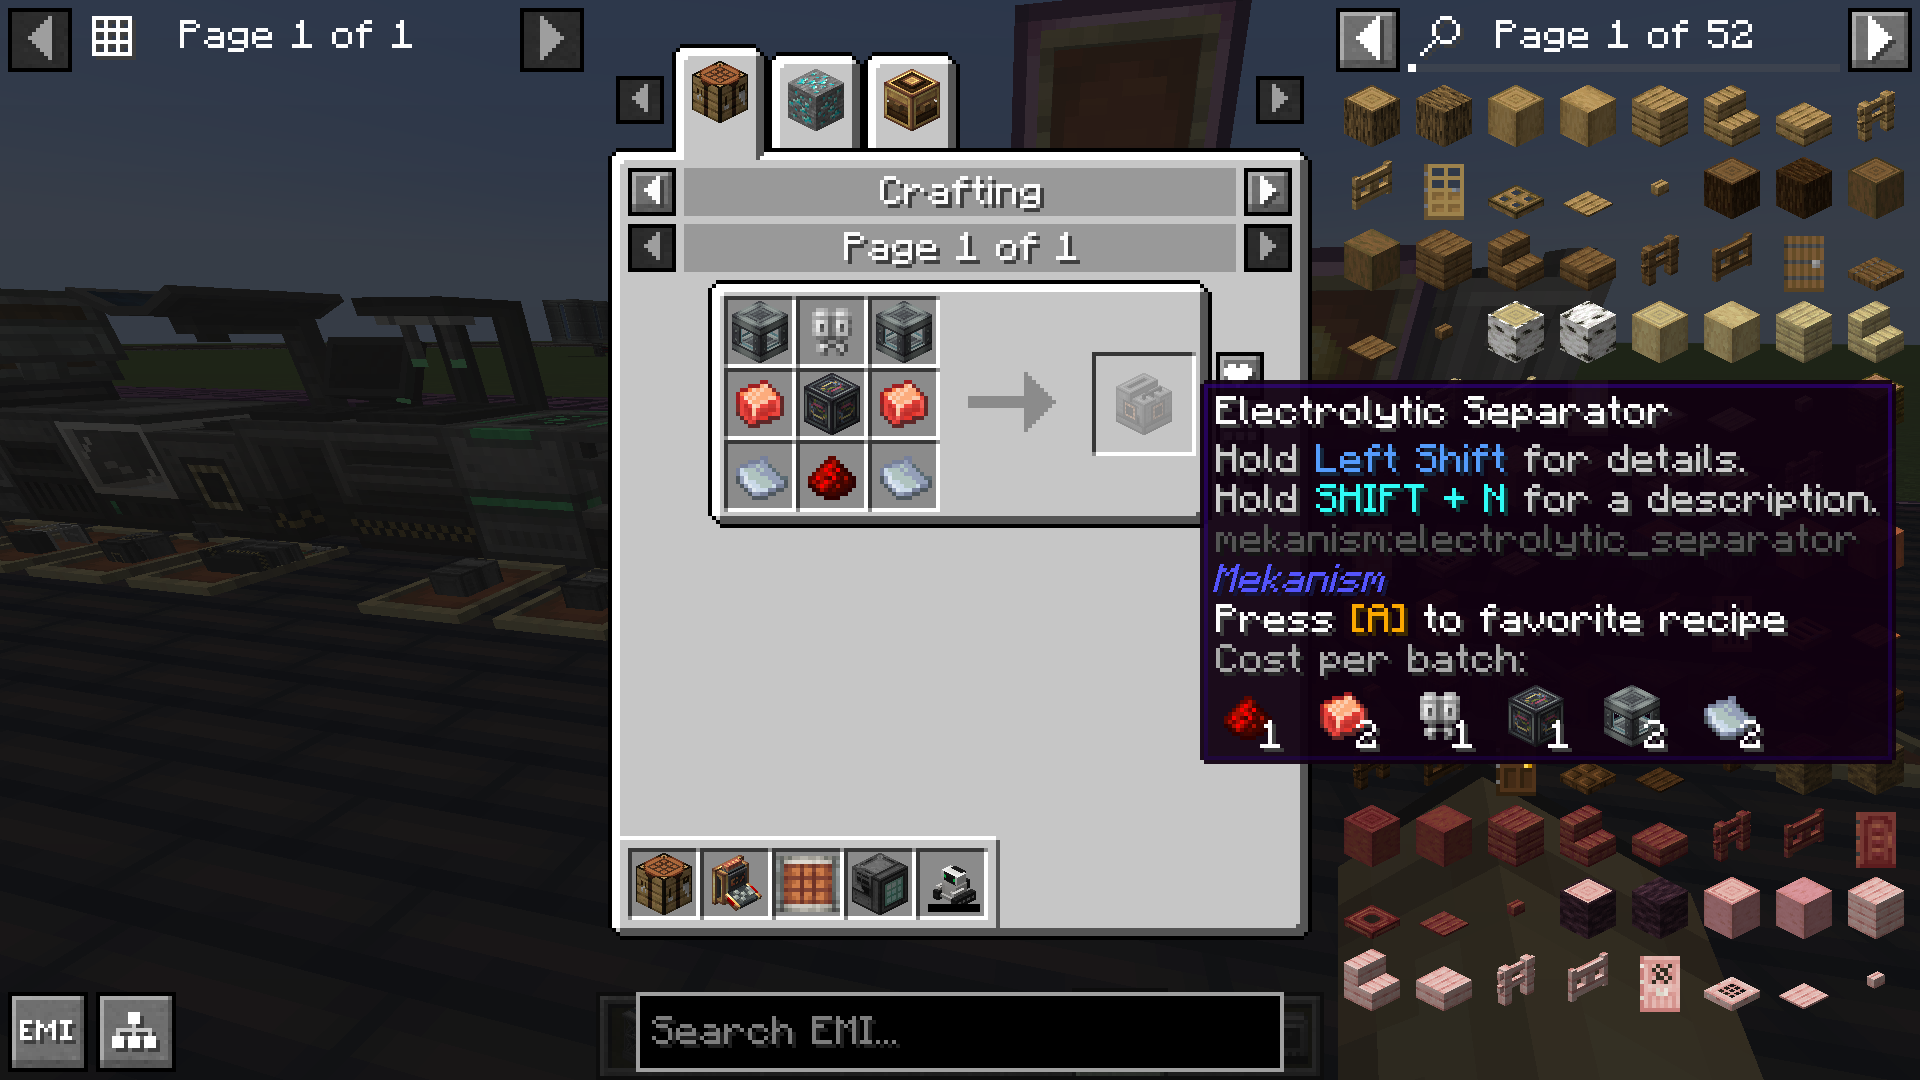 Page 1 of 1
Page 1 of 52
Crafting
Page 1 of 1
Electrolytic Separator
Hold Left Shift for details.
Hold SHIFT + N for a description.
mekanism:electrolytic_separator
Mekanism
Press [A] to favorite recipe
Cost per batch:
1 2 1 1 2 2
EMI
Search EMI...